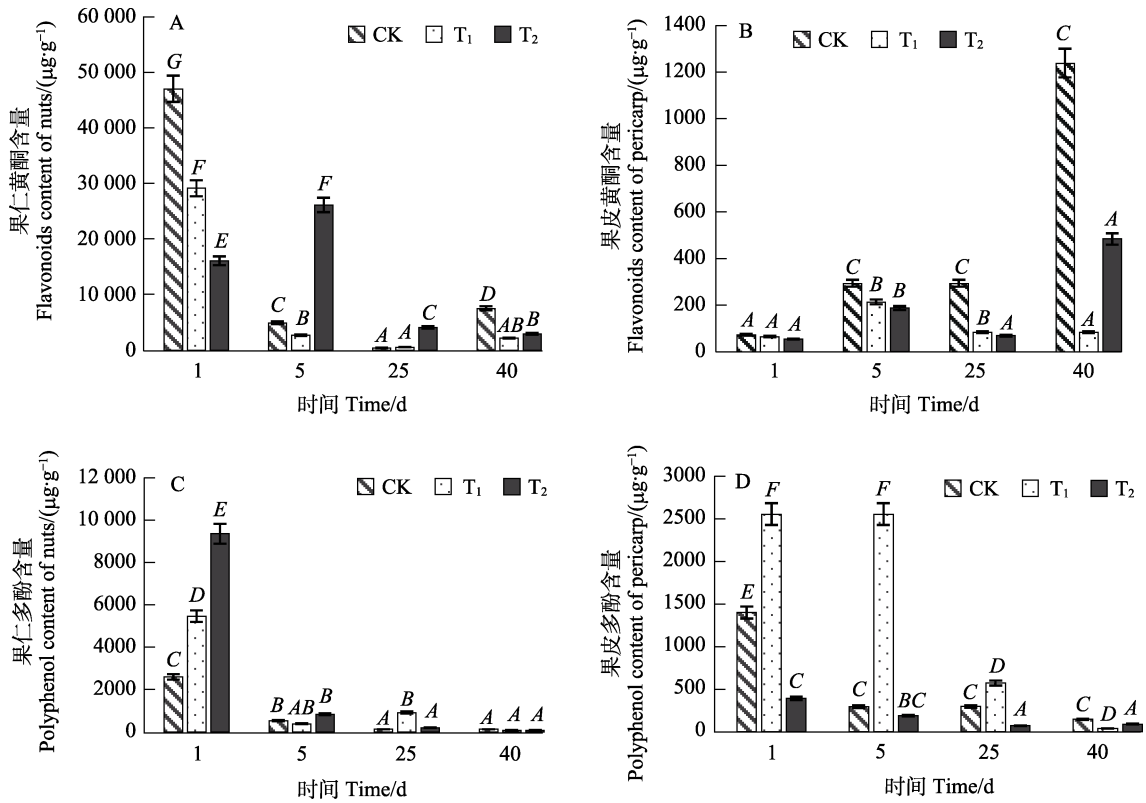 A
CK T₁ T₂
60 000
50 000
40 000
30 000
20 000
10 000
0
G
F
E
C
B
F
A
A
C
D
AB
B
1 5 25 40
时间 Time/d
果仁黄酮含量
Flavonoids content of nuts/(μg·g⁻¹)
B
CK T₁ T₂
1400
1200
1000
800
600
400
200
0
A
A
A
C
B
B
C
B
A
C
A
A
1 5 25 40
时间 Time/d
果皮黄酮含量
Flavonoids content of pericarp/(μg·g⁻¹)
C
CK T₁ T₂
12 000
10 000
8000
6000
4000
2000
0
C
D
E
B
AB
B
A
B
A
A
A
A
1 5 25 40
时间 Time/d
果仁多酚含量
Polyphenol content of nuts/(μg·g⁻¹)
D
CK T₁ T₂
3000
2500
2000
1500
1000
500
0
E
F
C
C
F
BC
C
D
A
C
D
A
1 5 25 40
时间 Time/d
果皮多酚含量
Polyphenol content of pericarp/(μg·g⁻¹)